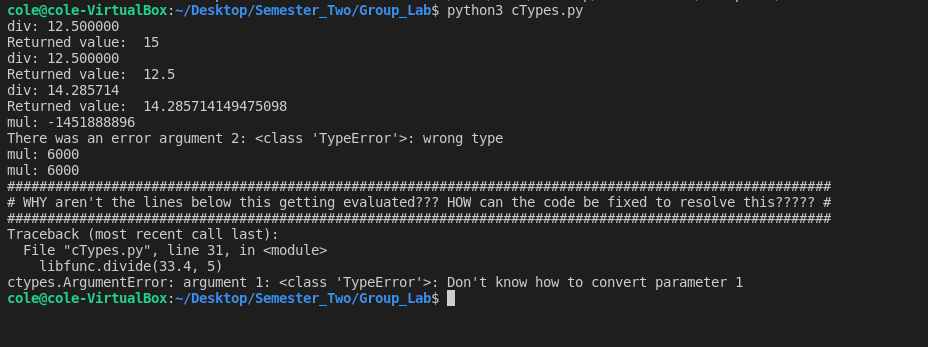 cole@cole-VirtualBox:~/Desktop/Semester_Two/Group_Lab$ python3 cTypes.py
div: 12.500000
Returned value:  15
div: 12.500000
Returned value:  12.5
div: 14.285714
Returned value:  14.285714149475098
mul: -1451888896
There was an error argument 2: <class 'TypeError'>: wrong type
mul: 6000
mul: 6000
#######################################################################################################
# WHY aren't the lines below this getting evaluated??? HOW can the code be fixed to resolve this????? #
#######################################################################################################
Traceback (most recent call last):
  File "cTypes.py", line 31, in <module>
    libfunc.divide(33.4, 5)
ctypes.ArgumentError: argument 1: <class 'TypeError'>: Don't know how to convert parameter 1
cole@cole-VirtualBox:~/Desktop/Semester_Two/Group_Lab$